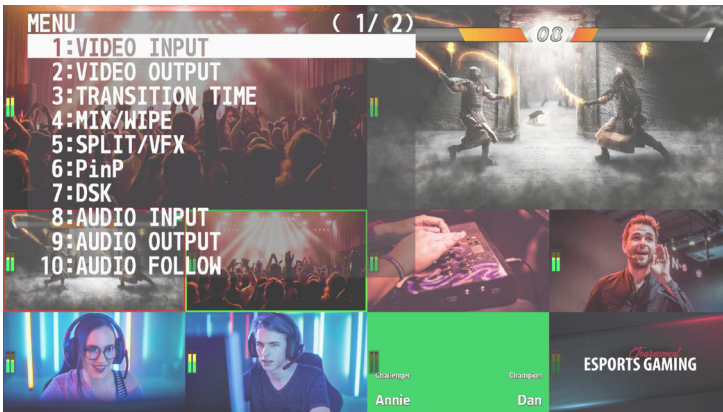 MENU ( 1/ 2)
1:VIDEO INPUT
2:VIDEO OUTPUT
3:TRANSITION TIME
4:MIX/WIPE
5:SPLIT/VFX
6:PinP
7:DSK
8:AUDIO INPUT
9:AUDIO OUTPUT
10:AUDIO FOLLOW
08
Challenger Champion
Annie Dan
Tournament
ESPORTS GAMING